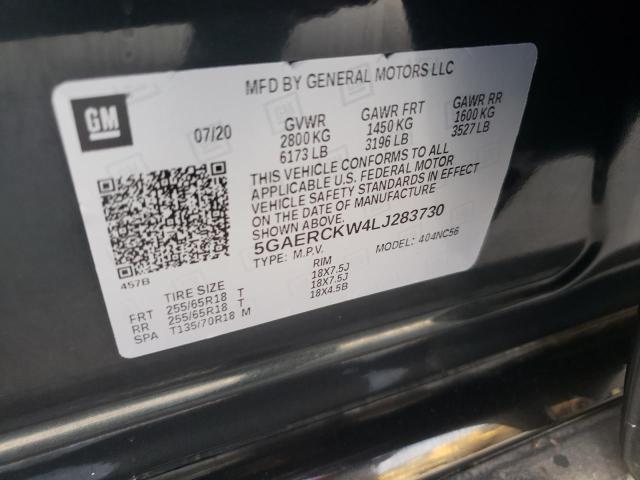 MFD BY GENERAL MOTORS LLC
GM
07/20 GVWR GAWR FRT GAWR RR
2800 KG 1450 KG 1600 KG
6173 LB 3196 LB 3527 LB
THIS VEHICLE CONFORMS TO ALL
APPLICABLE U.S. FEDERAL MOTOR
VEHICLE SAFETY STANDARDS IN EFFECT
ON THE DATE OF MANUFACTURE
SHOWN ABOVE.
5GAERCKW4LJ283730
TYPE: M.P.V. MODEL: 404NC56
457B
TIRE SIZE RIM
FRT 255/65R18 T 18X7.5J
RR 255/65R18 T 18X7.5J
SPA T135/70R18 M 18X4.5B